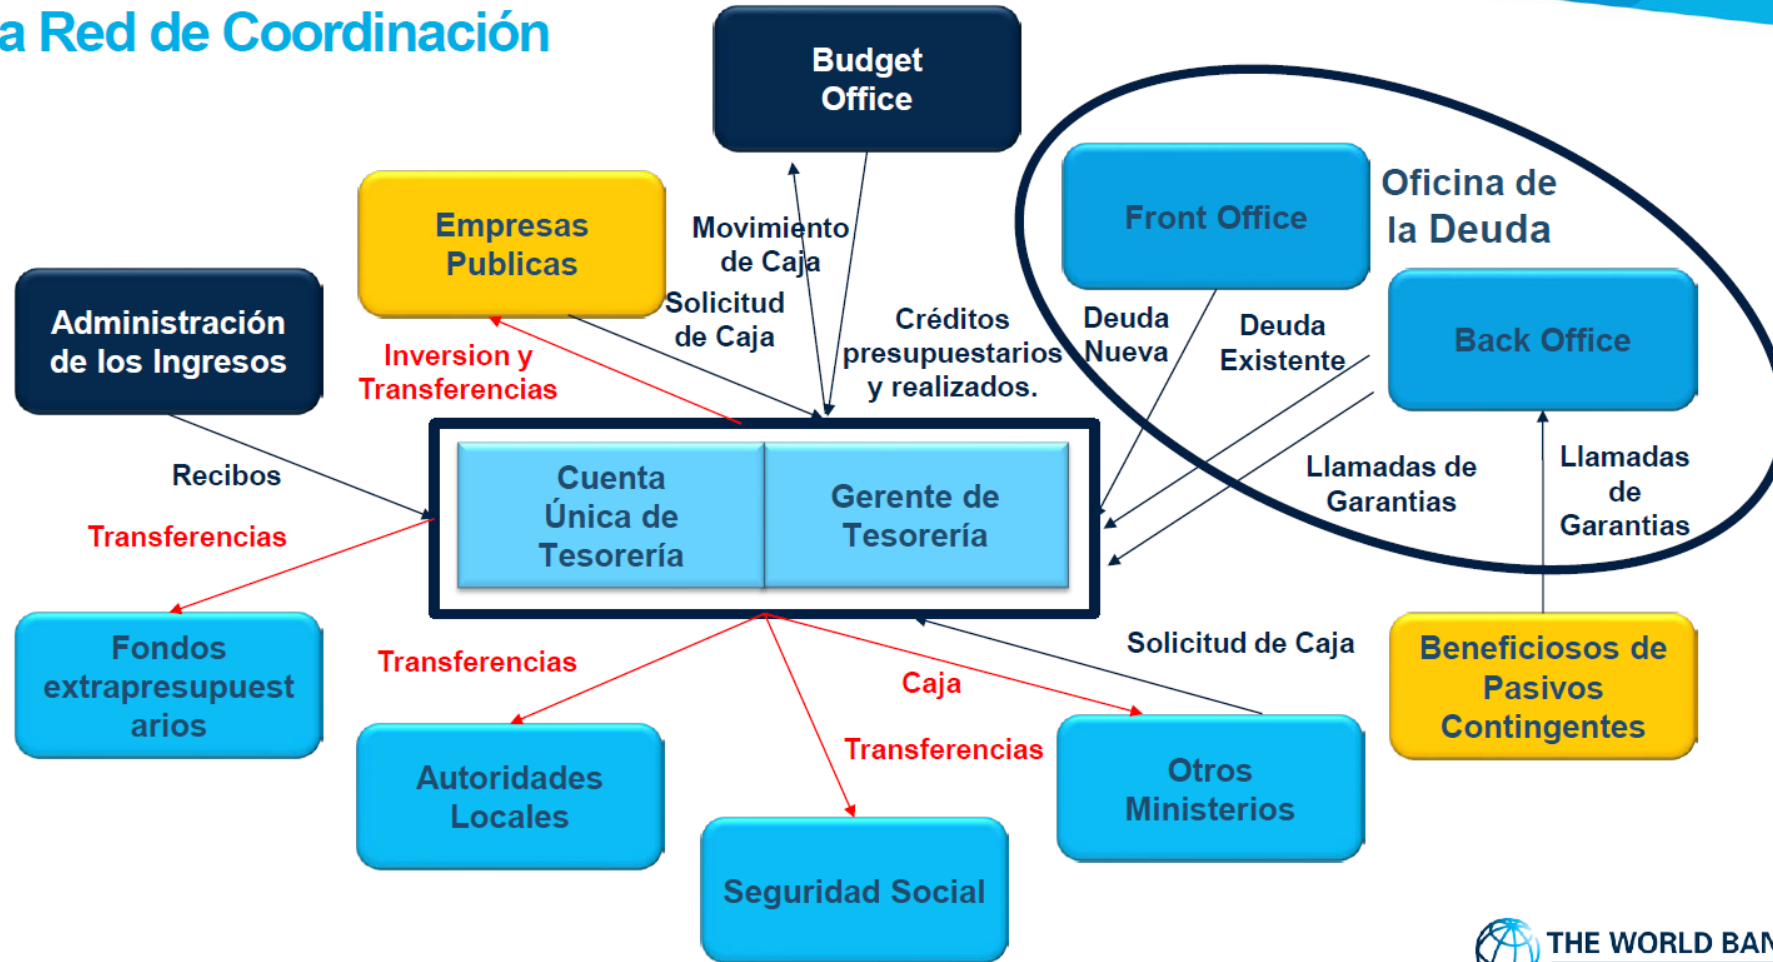 a Red de Coordinación
Budget
Office
Oficina de
la Deuda
Front Office
Back Office
Empresas
Publicas
Movimiento
de Caja
Solicitud
de Caja
Administración
de los Ingresos
Inversion y
Transferencias
Créditos
presupuestarios
y realizados.
Deuda
Nueva
Deuda
Existente
Recibos
Cuenta
Única de
Tesorería
Gerente de
Tesorería
Llamadas de
Garantias
Llamadas
de
Garantias
Transferencias
Fondos
extrapresupuest
arios
Transferencias
Caja
Solicitud de Caja
Beneficiosos de
Pasivos
Contingentes
Autoridades
Locales
Transferencias
Otros
Ministerios
Seguridad Social
THE WORLD BAN